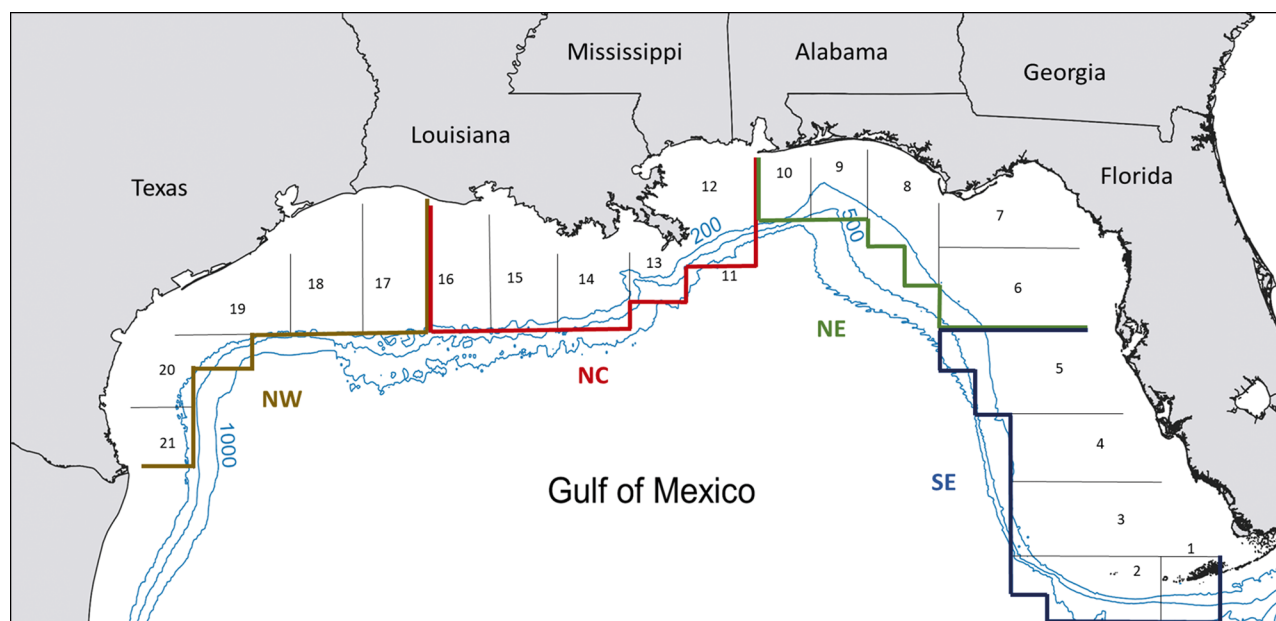 Mississippi
Alabama
Georgia
Louisiana
Texas
Florida
12
10
9
8
7
200
500
13
11
16
15
14
17
18
19
6
NE
20
NC
NW
5
21
1000
4
Gulf of Mexico
SE
3
1
2